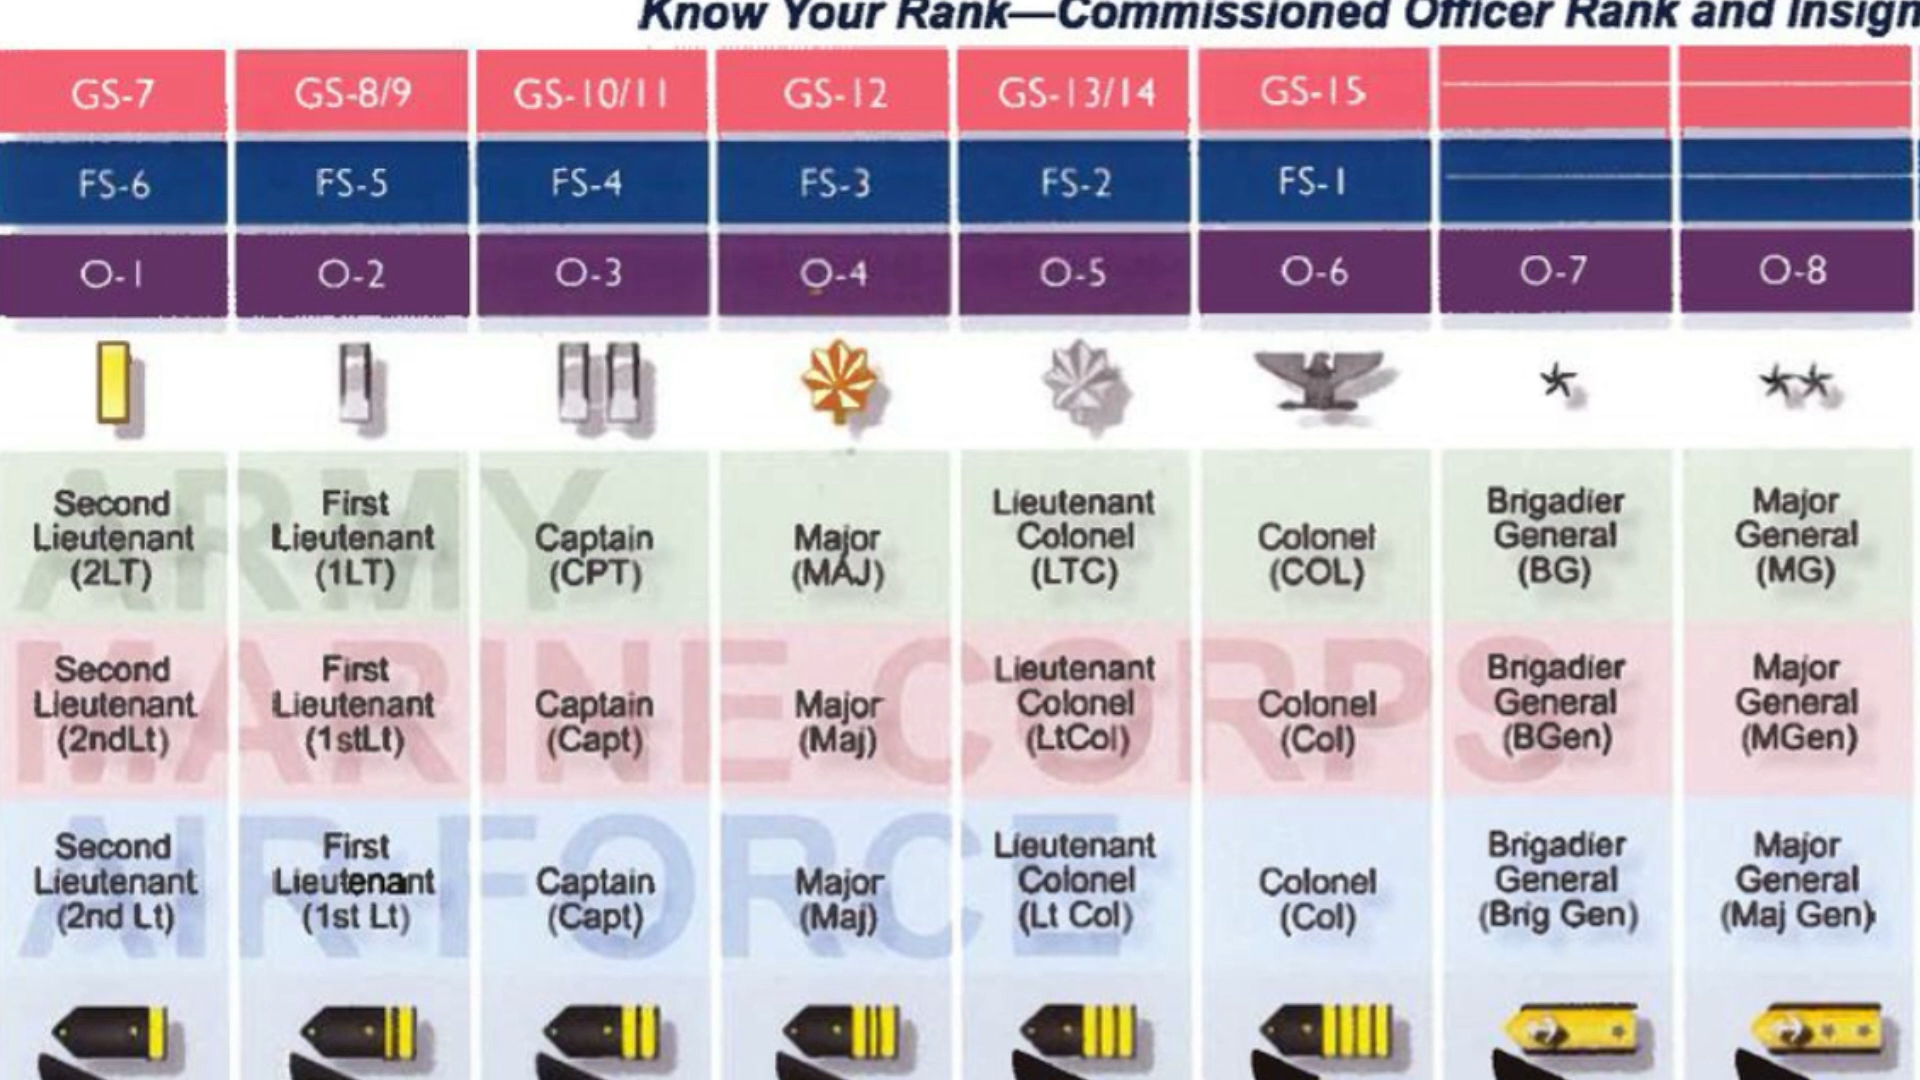 Know Your Rank—Commissioned Officer Rank and Insign
GS-7 GS-8/9 GS-10/11 GS-12 GS-13/14 GS-15
FS-6 FS-5 FS-4 FS-3 FS-2 FS-1
O-1 O-2 O-3 O-4 O-5 O-6 O-7 O-8
ARMY
Second First Lieutenant Brigadier Major
Lieutenant Lieutenant Captain Major Colonel Colonel General General
(2LT) (1LT) (CPT) (MAJ) (LTC) (COL) (BG) (MG)
MARINE CORPS
Second First Lieutenant Brigadier Major
Lieutenant Lieutenant Captain Major Colonel Colonel General General
(2ndLt) (1stLt) (Capt) (Maj) (LtCol) (Col) (BGen) (MGen)
AIR FORCE
Second First Lieutenant Brigadier Major
Lieutenant Lieutenant Captain Major Colonel Colonel General General
(2nd Lt) (1st Lt) (Capt) (Maj) (Lt Col) (Col) (Brig Gen) (Maj Gen)